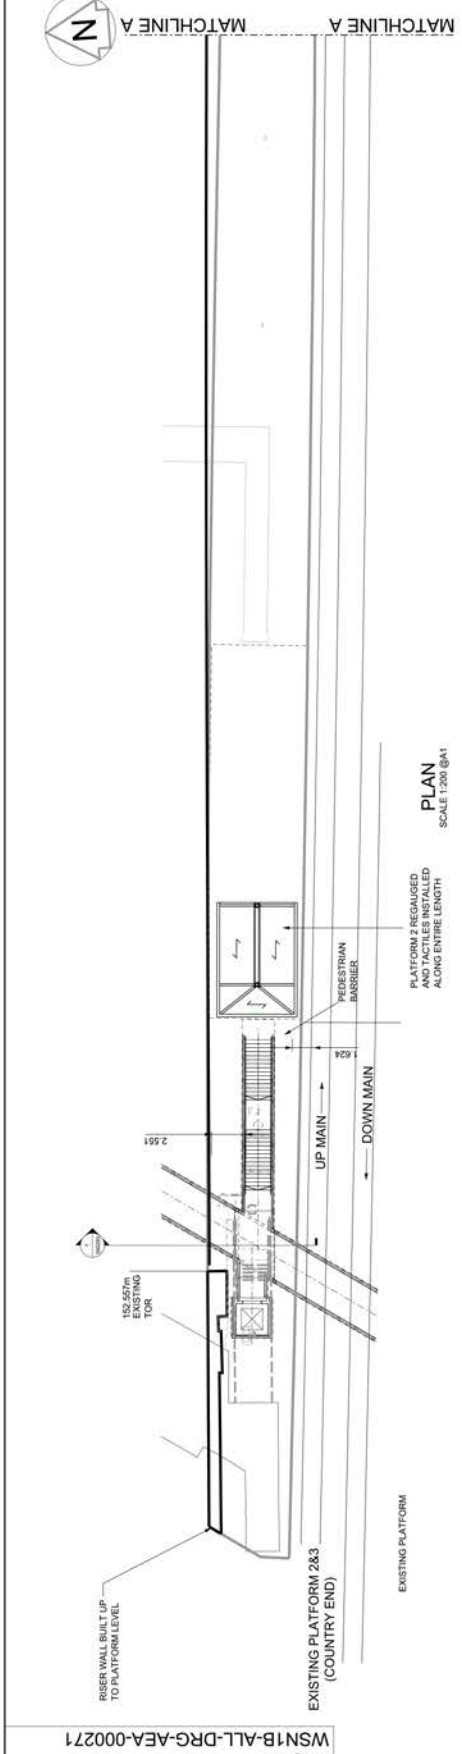 N
MATCHLINE A
MATCHLINE A
PLAN
SCALE 1:200 @A1
PLATFORM 2 REGAUGED
AND TACTILES INSTALLED
ALONG ENTIRE LENGTH
PEDESTRIAN
BARRIER
1.624
2.551
UP MAIN
DOWN MAIN
152.557m
EXISTING
TOR
RISER WALL BUILT UP
TO PLATFORM LEVEL
EXISTING PLATFORM 2&3
(COUNTRY END)
EXISTING PLATFORM
WSN1B-ALL-DRG-AEA-000271